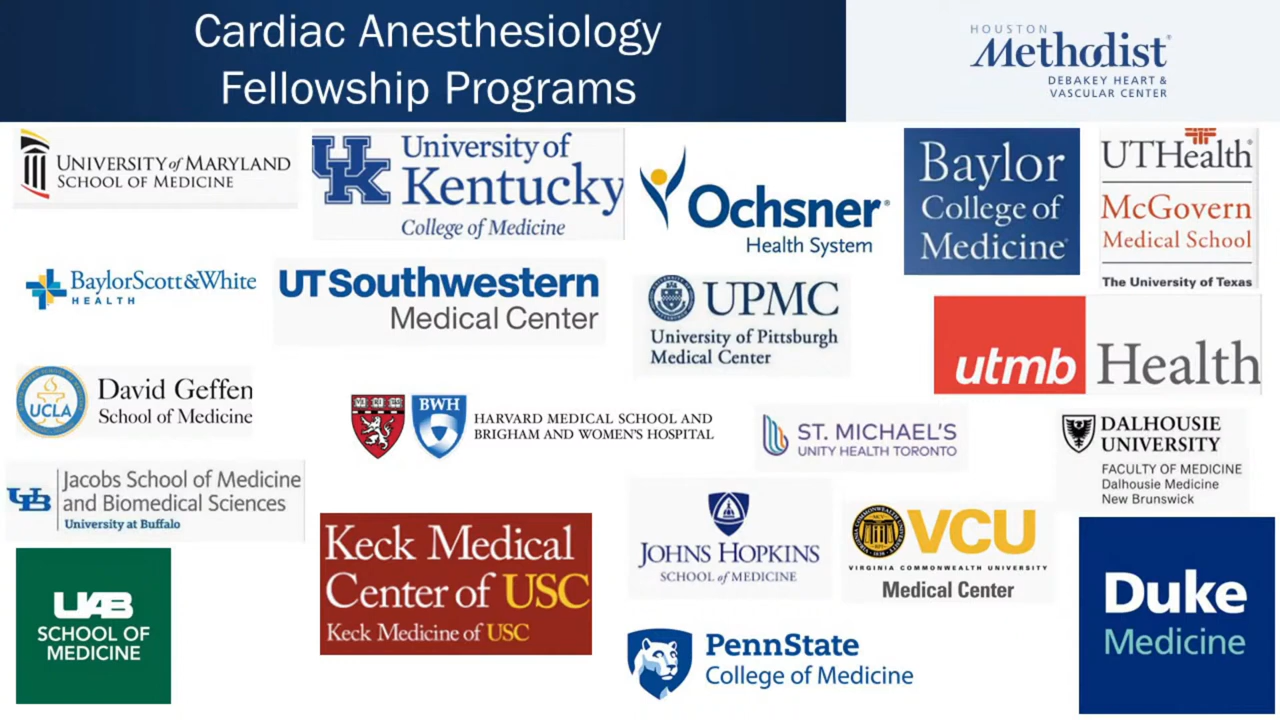 Cardiac Anesthesiology
Fellowship Programs
HOUSTON
Methodist®
DEBAKEY HEART &
VASCULAR CENTER
UNIVERSITY of MARYLAND
SCHOOL OF MEDICINE
UK
University of
Kentucky
College of Medicine
Ochsner®
Health System
Baylor
College of
Medicine®
UTHealth®
McGovern
Medical School
The University of Texas
BaylorScott&White
HEALTH
UT Southwestern
Medical Center
UPMC
University of Pittsburgh
Medical Center
utmb Health
UCLA
David Geffen
School of Medicine
BWH
HARVARD MEDICAL SCHOOL AND
BRIGHAM AND WOMEN'S HOSPITAL
ST. MICHAEL'S
UNITY HEALTH TORONTO
DALHOUSIE
UNIVERSITY
FACULTY OF MEDICINE
Dalhousie Medicine
New Brunswick
UB
Jacobs School of Medicine
and Biomedical Sciences
University at Buffalo
Keck Medical
Center of USC
Keck Medicine of USC
JOHNS HOPKINS
SCHOOL of MEDICINE
VCU
VIRGINIA COMMONWEALTH UNIVERSITY
Medical Center
Duke
Medicine
UAB
SCHOOL OF
MEDICINE
PennState
College of Medicine